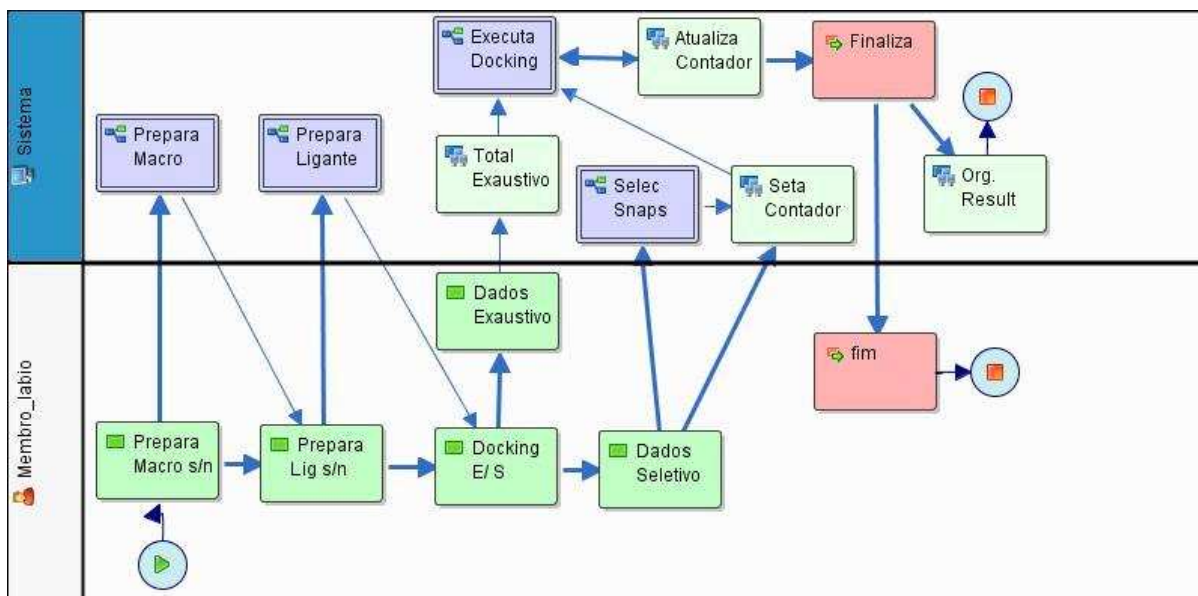 Sistema
Executa
Docking
Atualiza
Contador
Finaliza
Prepara
Macro
Prepara
Ligante
Total
Exaustivo
Selec
Snaps
Seta
Contador
Org.
Result
Membro_labio
Dados
Exaustivo
fim
Prepara
Macro s/n
Prepara
Lig s/n
Docking
E/ S
Dados
Seletivo